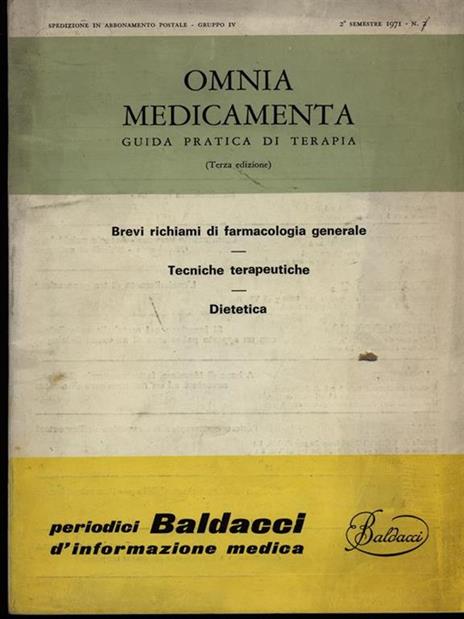 SPEDIZIONE IN ABBONAMENTO POSTALE - GRUPPO IV 2° SEMESTRE 1971 - N. 7
OMNIA
MEDICAMENTA
GUIDA PRATICA DI TERAPIA
(Terza edizione)
Brevi richiami di farmacologia generale
Tecniche terapeutiche
Dietetica
periodici Baldacci
d'informazione medica
Baldacci